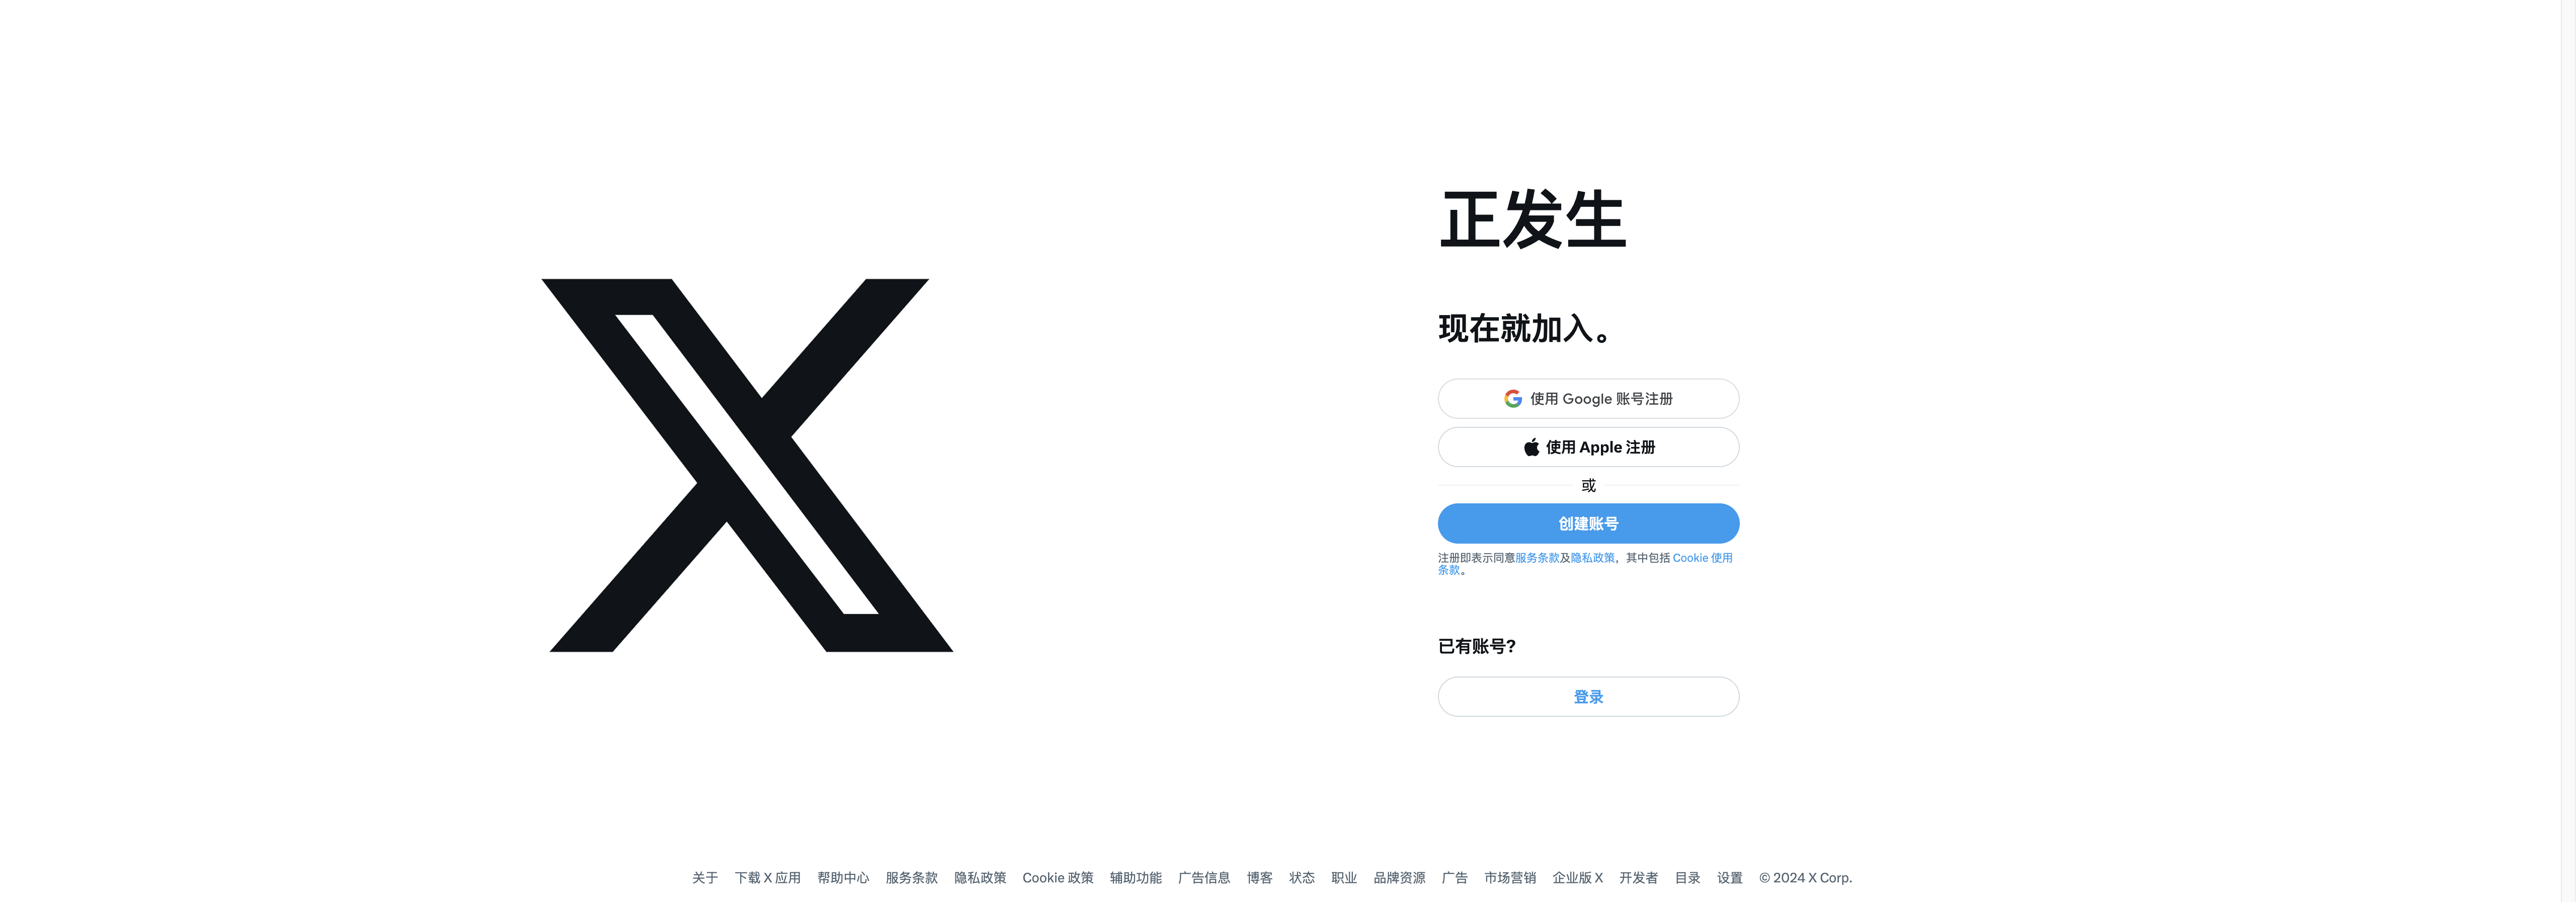 正发生
现在就加入。
使用 Google 账号注册
使用 Apple 注册
或
创建账号
注册即表示同意服务条款及隐私政策，其中包括 Cookie 使用
条款。
已有账号?
登录
关于 下载 X 应用 帮助中心 服务条款 隐私政策 Cookie 政策 辅助功能 广告信息 博客 状态 职业 品牌资源 广告 市场营销 企业版 X 开发者 目录 设置 © 2024 X Corp.